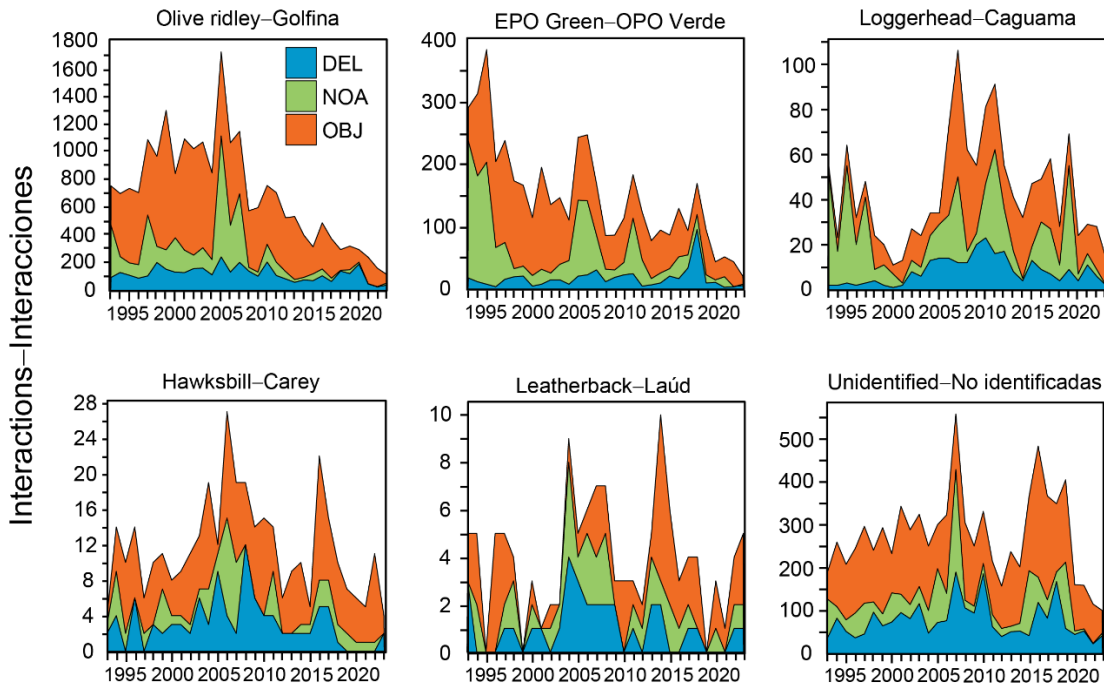 Interactions–Interacciones
Olive ridley–Golfina
1800
1600
1400
1200
1000
800
600
400
200
0
DEL
NOA
OBJ
1995 2000 2005 2010 2015 2020
EPO Green–OPO Verde
400
300
200
100
0
1995 2000 2005 2010 2015 2020
Loggerhead–Caguama
100
80
60
40
20
0
1995 2000 2005 2010 2015 2020
Hawksbill–Carey
28
24
20
16
12
8
4
0
1995 2000 2005 2010 2015 2020
Leatherback–Laúd
10
8
6
4
2
0
1995 2000 2005 2010 2015 2020
Unidentified–No identificadas
500
400
300
200
100
0
1995 2000 2005 2010 2015 2020